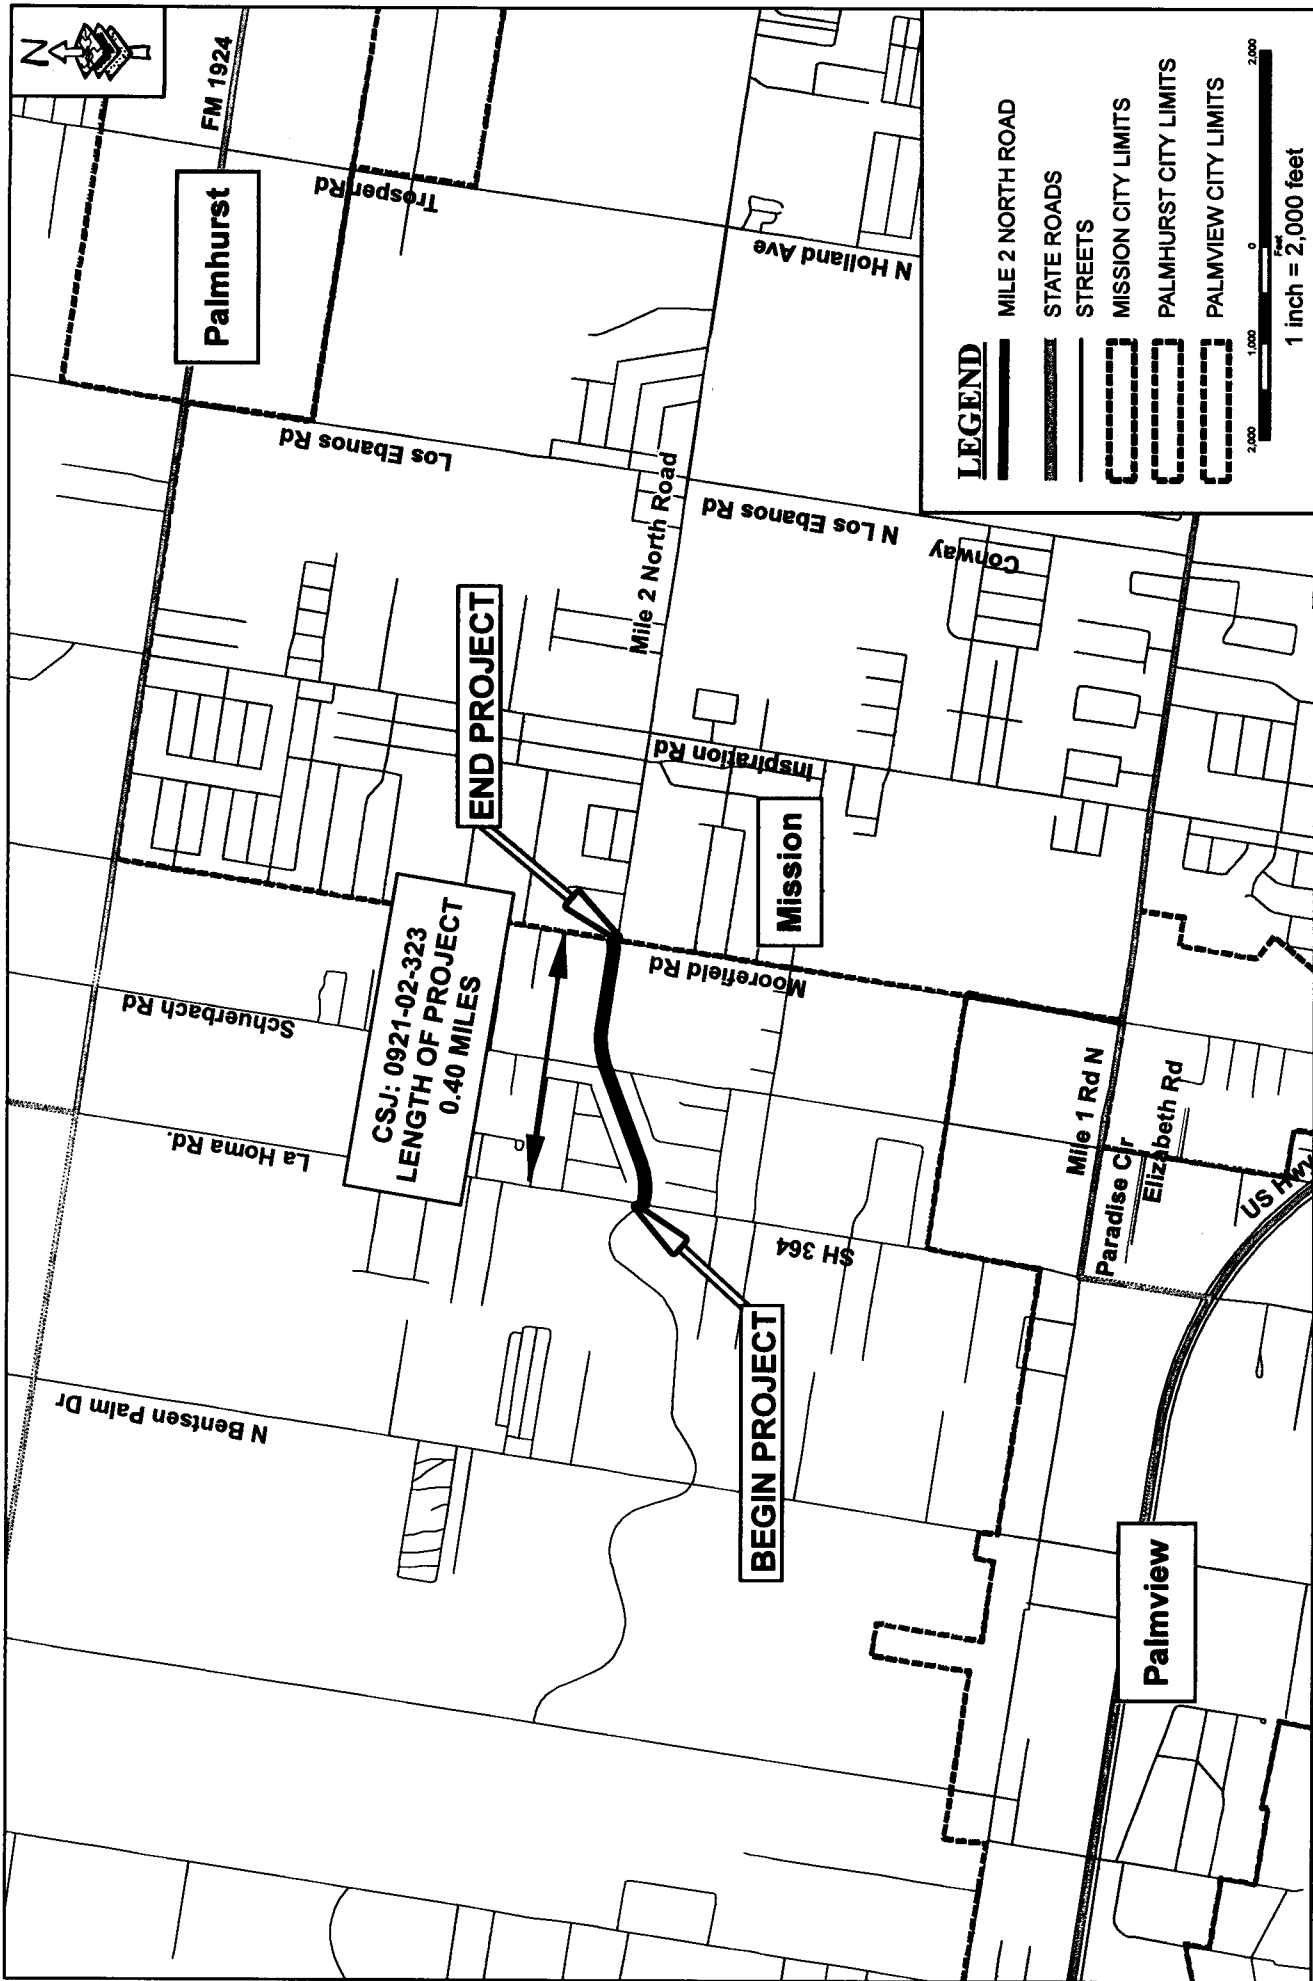 N
FM 1924
Palmhurst
Trosper Rd
Los Ebanos Rd
N Holland Ave
Schuerbach Rd
La Homa Rd.
N Bentsen Palm Dr
CSJ: 0921-02-323
LENGTH OF PROJECT
0.40 MILES
END PROJECT
Mile 2 North Road
N Los Ebanos Rd
Conway
Inspiration Rd
Mission
Moorefield Rd
SH 364
BEGIN PROJECT
Mile 1 Rd N
Paradise Cir
Elizabeth Rd
US Hwy
Palmview
LEGEND
MILE 2 NORTH ROAD
STATE ROADS
STREETS
MISSION CITY LIMITS
PALMHURST CITY LIMITS
PALMVIEW CITY LIMITS
2,000 1,000 0 2,000
Feet
1 inch = 2,000 feet